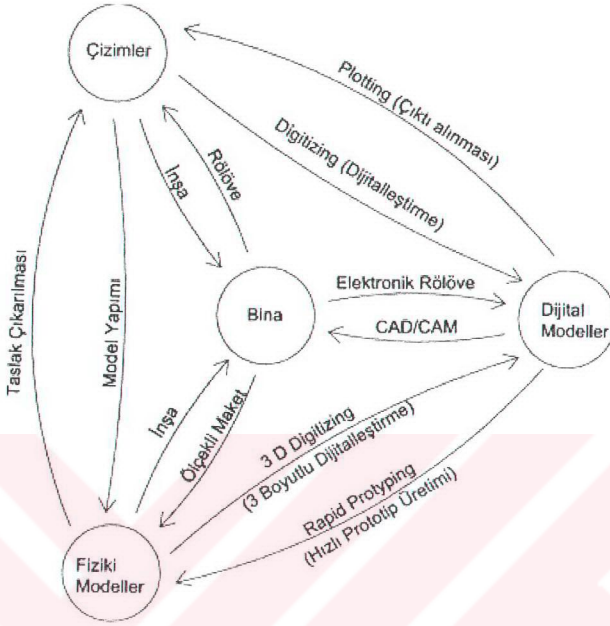 Çizimler
Plotting (Çıktı alınması)
Digitizing (Dijitalleştirme)
İnşa
Rölöve
Taslak Çıkarılması
Model Yapımı
Bina
Elektronik Rölöve
CAD/CAM
Dijital
Modeller
İnşa
Ölçekli Maket
3 D Digitizing
(3 Boyutlu Dijitalleştirme)
Rapid Protyping
(Hızlı Prototip Üretimi)
Fiziki
Modeller